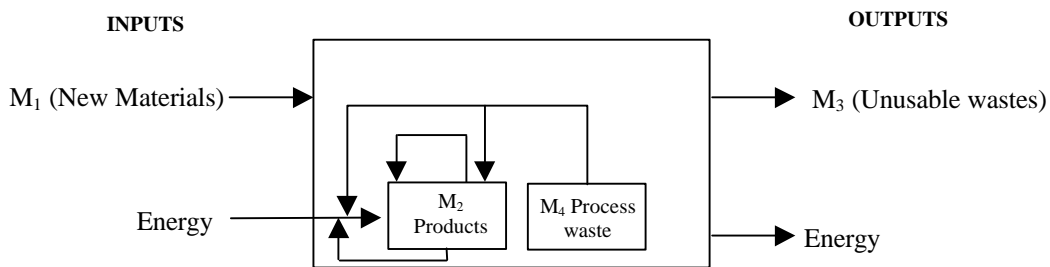 INPUTS
OUTPUTS
M₁ (New Materials)
M₃ (Unusable wastes)
M₂
Products
M₄ Process
waste
Energy
Energy